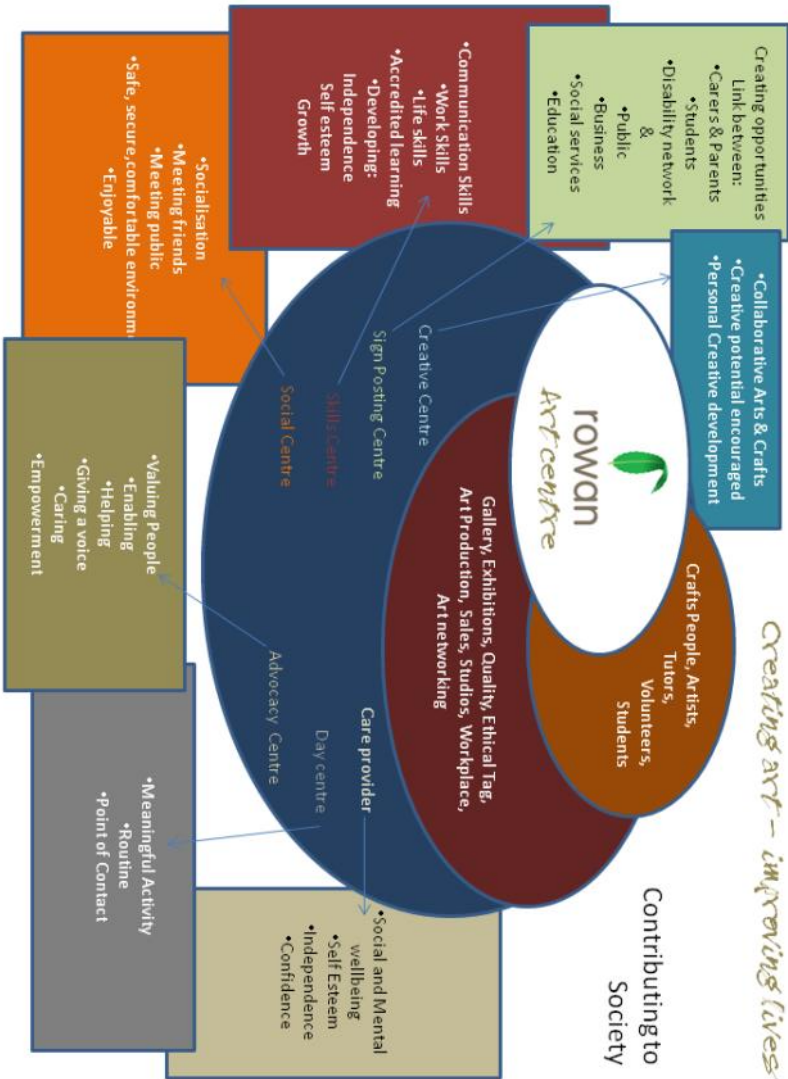 Creating art – improving lives
Contributing to
Society
Creating opportunities
Link between:
•Carers & Parents
•Students
•Disability network
&
•Public
•Business
•Social services
•Education
•Collaborative Arts & Crafts
•Creative potential encouraged
•Personal Creative development
rowan
Art centre
Crafts People, Artists,
Tutors,
Volunteers,
Students
Gallery, Exhibitions, Quality, Ethical Tag,
Art Production, Sales, Studios, Workplace,
Art networking
Creative Centre
Sign Posting Centre
Skills Centre
Social Centre
Care provider
Day centre
Advocacy Centre
•Communication Skills
•Work Skills
•Life skills
•Accredited learning
•Developing:
Independence
Self esteem
Growth
•Socialisation
•Meeting friends
•Meeting public
•Safe, secure,comfortable environm
•Enjoyable
•Valuing People
•Enabling
•Helping
•Giving a voice
•Caring
•Empowerment
•Meaningful Activity
•Routine
•Point of Contact
•Social and Mental
wellbeing
•Self Esteem
•Independence
•Confidence